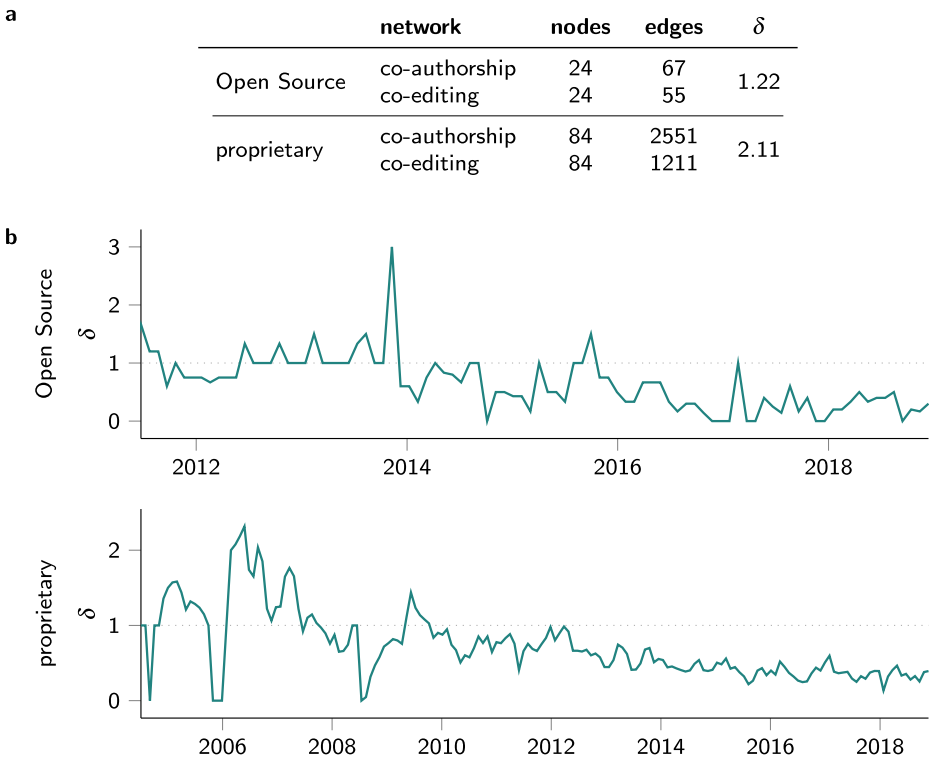 a
network nodes edges δ
Open Source co-authorship 24 67 1.22
co-editing 24 55
proprietary co-authorship 84 2551 2.11
co-editing 84 1211
b
Open Source
δ
3
2
1
0
2012 2014 2016 2018
proprietary
δ
2
1
0
2006 2008 2010 2012 2014 2016 2018